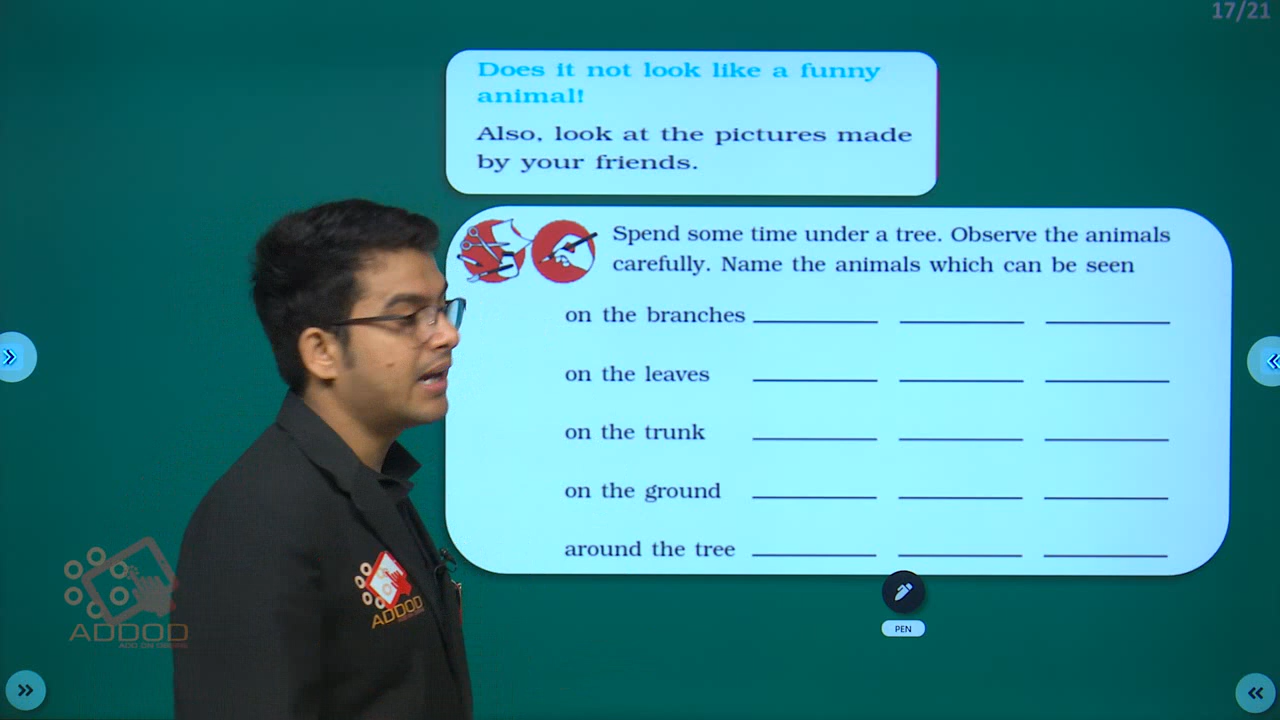 17/21
Does it not look like a funny
animal!
Also, look at the pictures made
by your friends.
Spend some time under a tree. Observe the animals
carefully. Name the animals which can be seen
on the branches
on the leaves
on the trunk
on the ground
around the tree
PEN
ADDOD
ADDOD